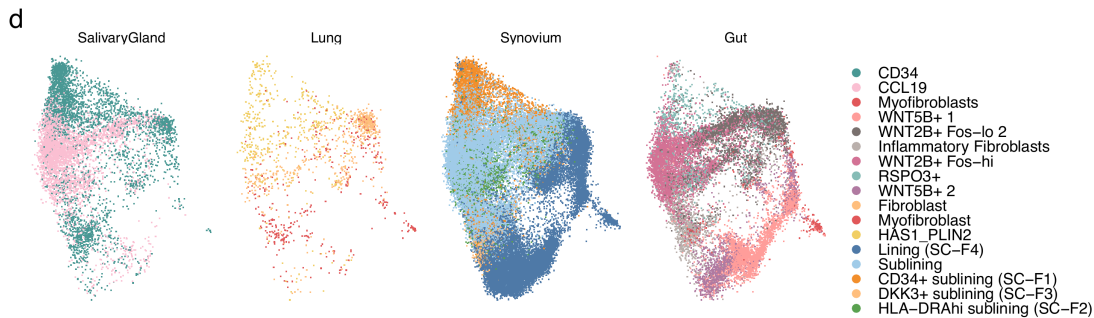 d
SalivaryGland
Lung
Synovium
Gut
CD34
CCL19
Myofibroblasts
WNT5B+ 1
WNT2B+ Fos-lo 2
Inflammatory Fibroblasts
WNT2B+ Fos-hi
RSPO3+
WNT5B+ 2
Fibroblast
Myofibroblast
HAS1_PLIN2
Lining (SC-F4)
Sublining
CD34+ sublining (SC-F1)
DKK3+ sublining (SC-F3)
HLA-DRAhi sublining (SC-F2)